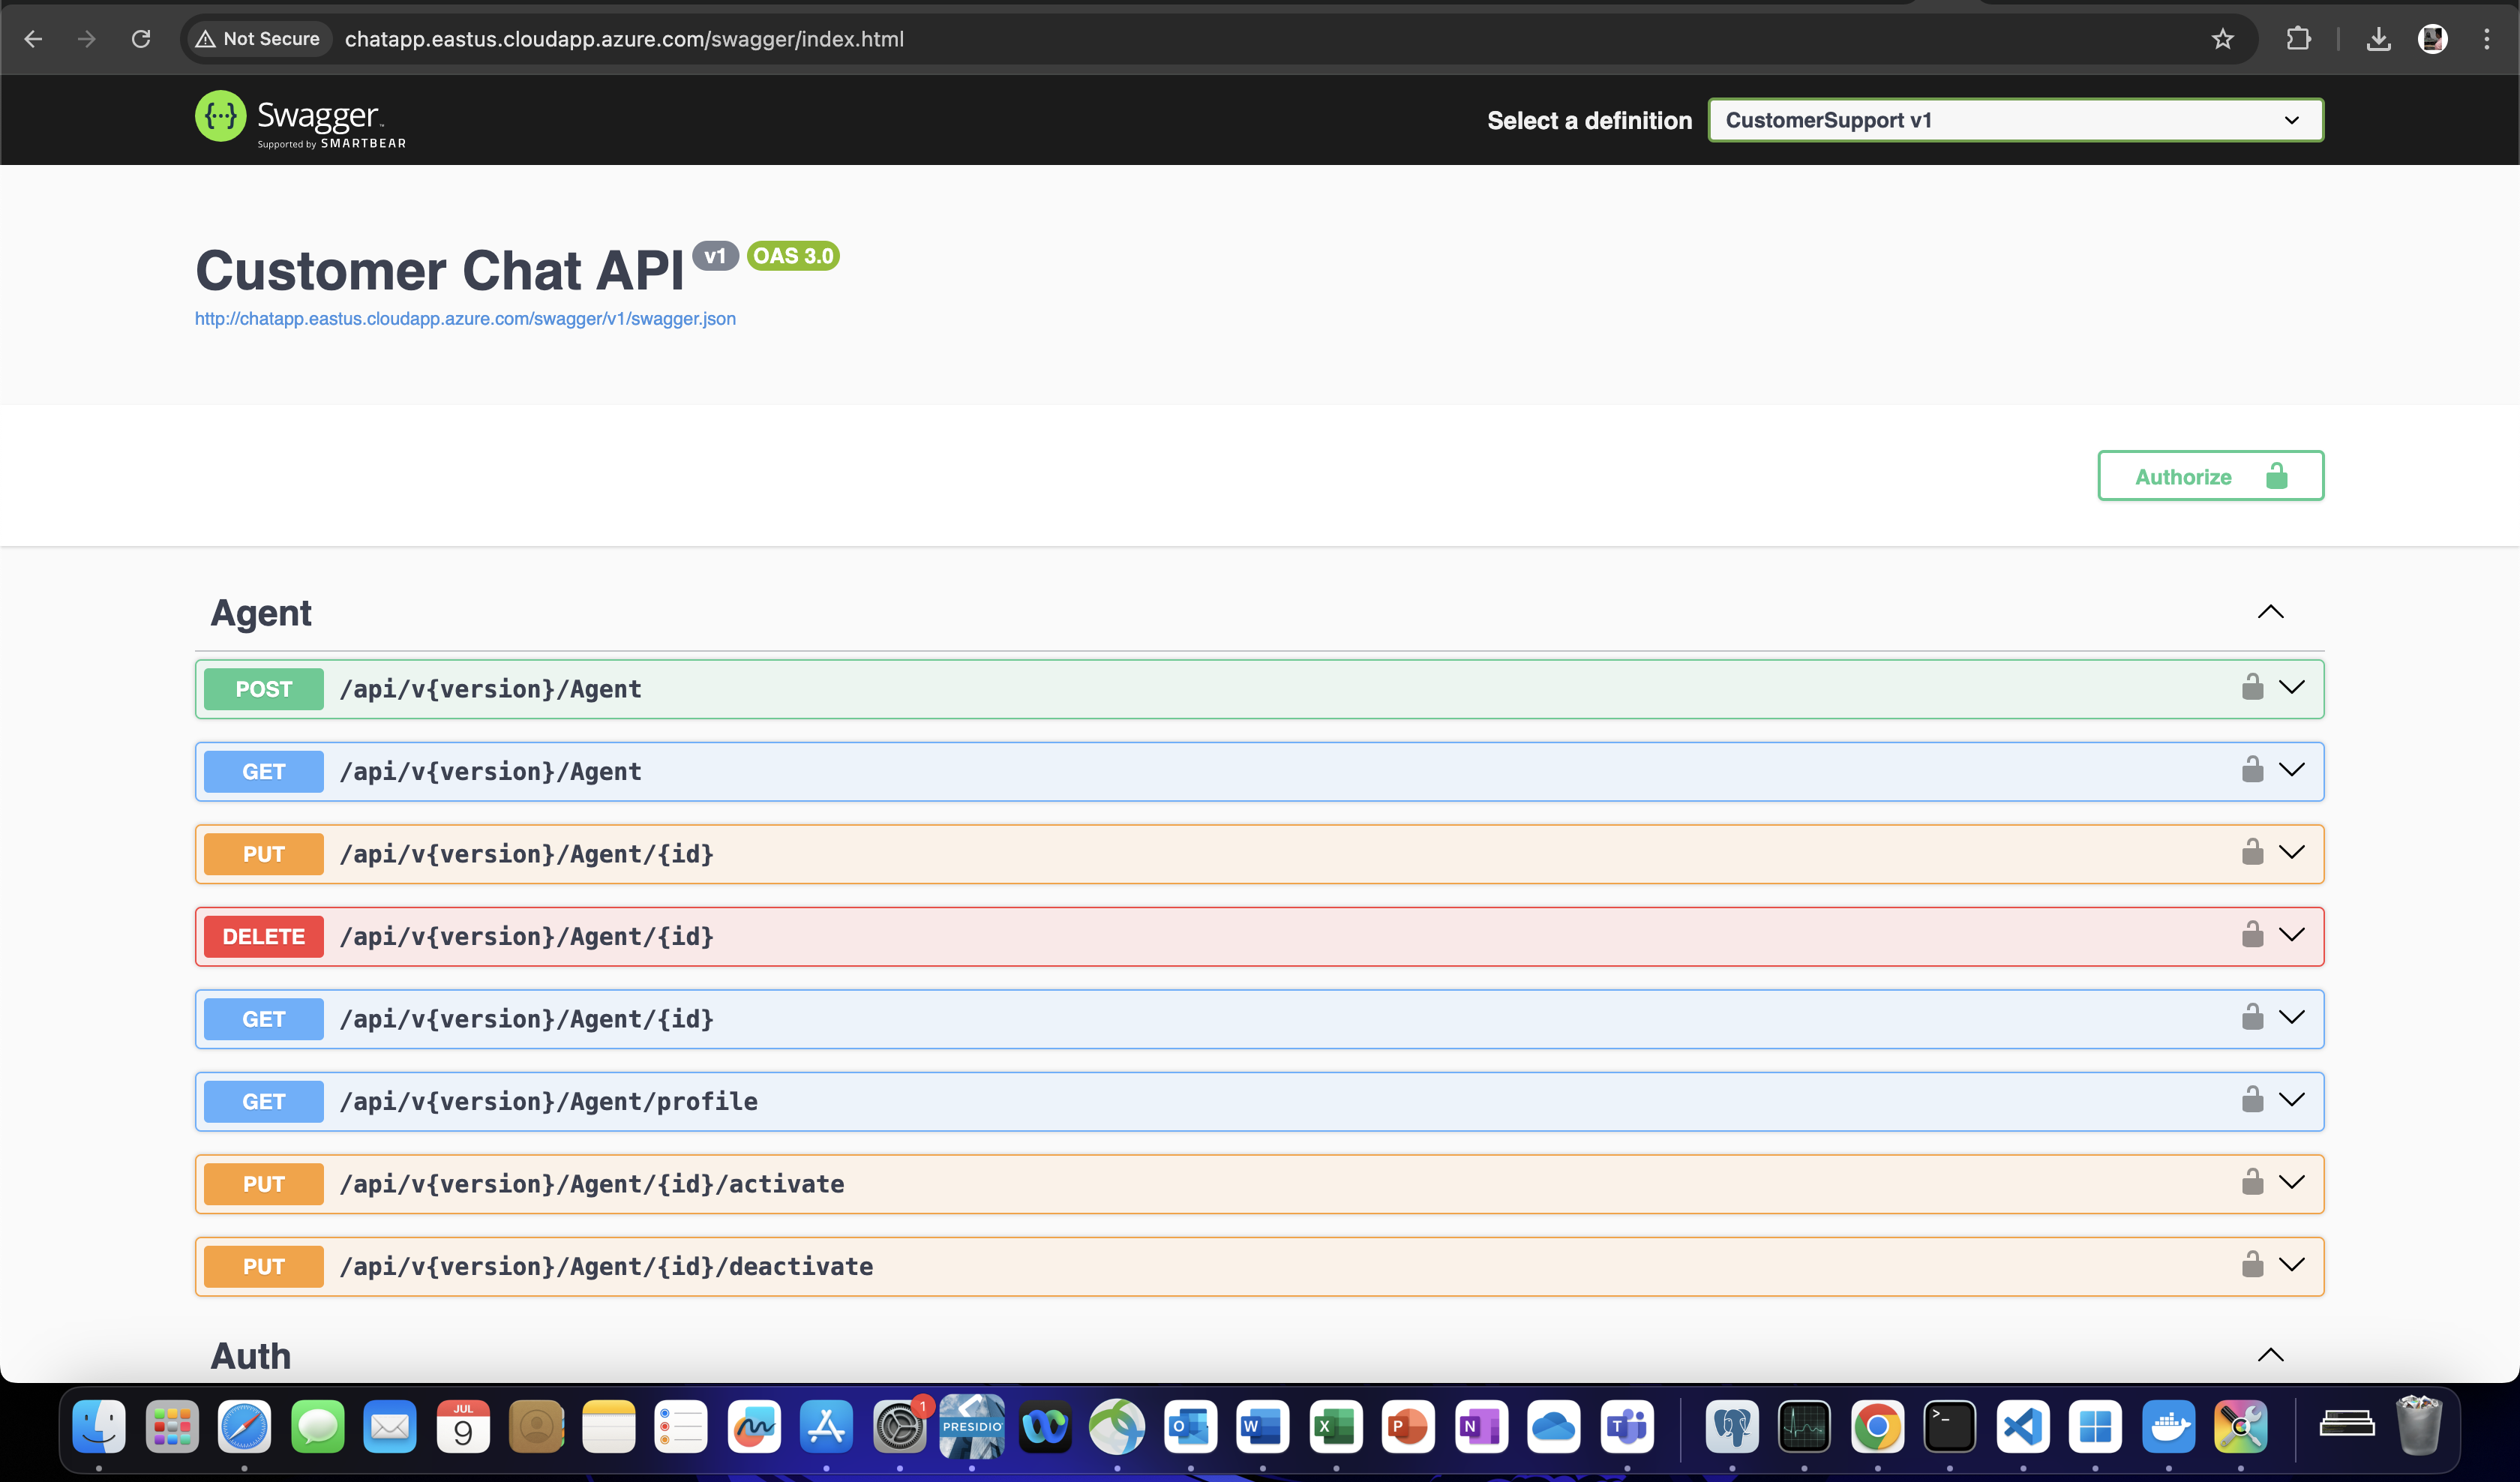 Not Secure chatapp.eastus.cloudapp.azure.com/swagger/index.html
{···} Swagger™
Supported by SMARTBEAR
Select a definition CustomerSupport v1
Customer Chat API v1 OAS 3.0
http://chatapp.eastus.cloudapp.azure.com/swagger/v1/swagger.json
Authorize
Agent
POST /api/v{version}/Agent
GET /api/v{version}/Agent
PUT /api/v{version}/Agent/{id}
DELETE /api/v{version}/Agent/{id}
GET /api/v{version}/Agent/{id}
GET /api/v{version}/Agent/profile
PUT /api/v{version}/Agent/{id}/activate
PUT /api/v{version}/Agent/{id}/deactivate
Auth
JUL
9
1
PRESIDIO
O
W
X
P
N
T
>_